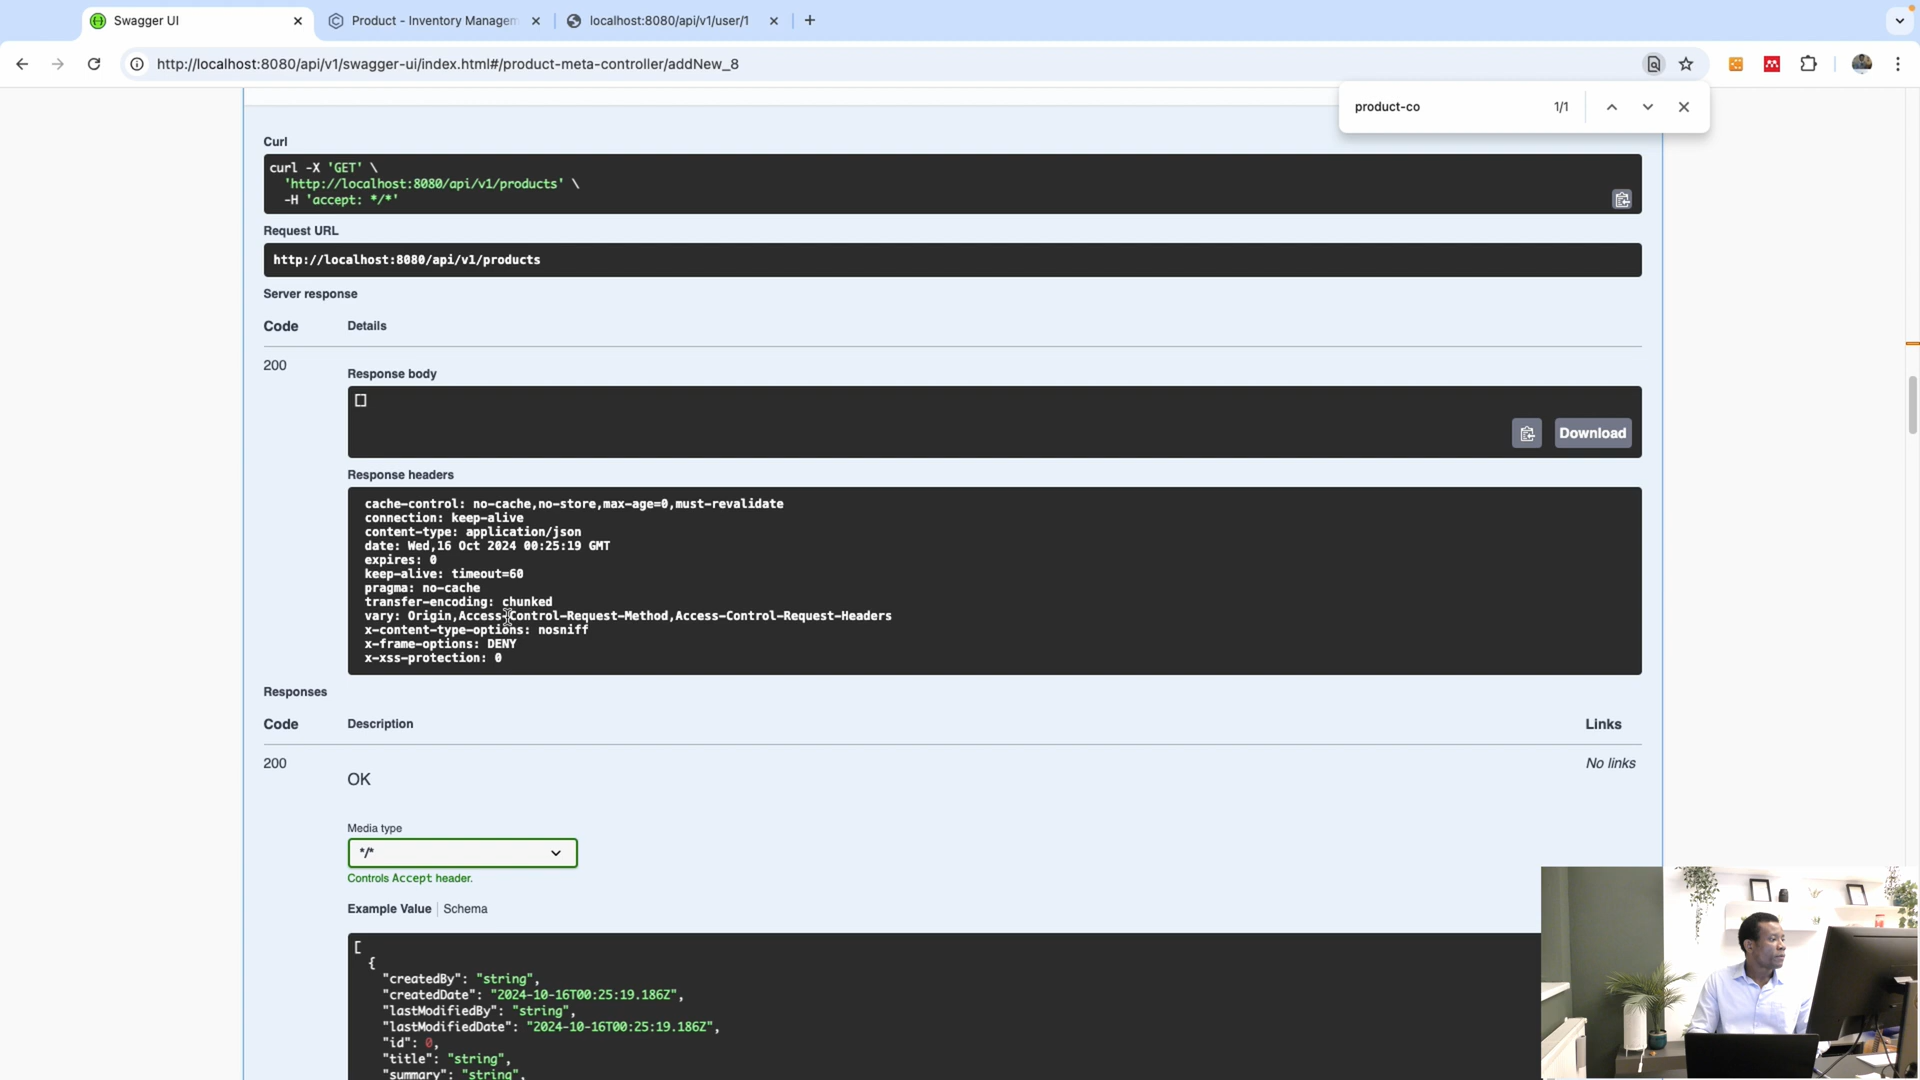 Swagger UI
Product - Inventory Managem
localhost:8080/api/v1/user/1
http://localhost:8080/api/v1/swagger-ui/index.html#/product-meta-controller/addNew_8
product-co
1/1
Curl
curl -X 'GET' \
'http://localhost:8080/api/v1/products' \
-H 'accept: */*'
Request URL
http://localhost:8080/api/v1/products
Server response
Code
Details
200
Response body
[]
Download
Response headers
cache-control: no-cache,no-store,max-age=0,must-revalidate
connection: keep-alive
content-type: application/json
date: Wed,16 Oct 2024 00:25:19 GMT
expires: 0
keep-alive: timeout=60
pragma: no-cache
transfer-encoding: chunked
vary: Origin,Access-Control-Request-Method,Access-Control-Request-Headers
x-content-type-options: nosniff
x-frame-options: DENY
x-xss-protection: 0
Responses
Code
Description
Links
200
OK
No links
Media type
*/*
Controls Accept header.
Example Value
Schema
[
{
"createdBy": "string",
"createdDate": "2024-10-16T00:25:19.186Z",
"lastModifiedBy": "string",
"lastModifiedDate": "2024-10-16T00:25:19.186Z",
"id": 0,
"title": "string",
"summary": "string",